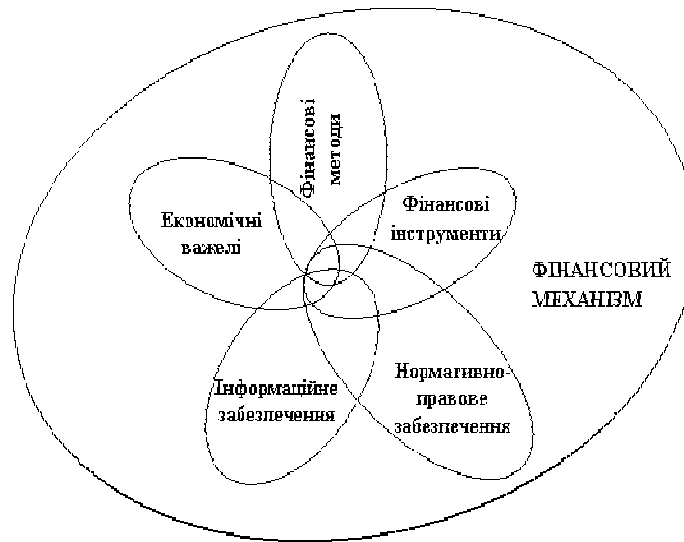 Фінансові
методи
Економічні
важелі
Фінансові
інструменти
ФІНАНСОВИЙ
МЕХАНІЗМ
Інформаційне
забезпечення
Нормативно-
правове
забезпечення